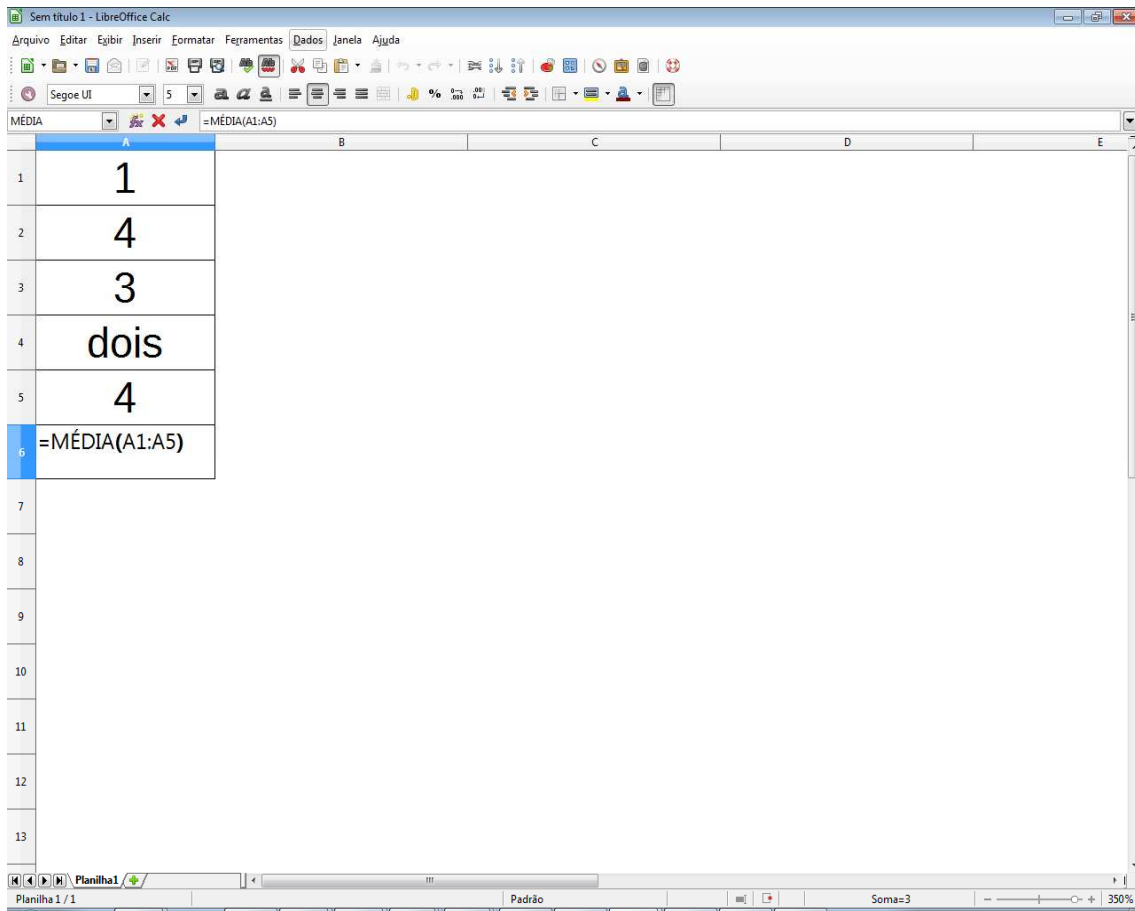 Sem título 1 - LibreOffice Calc
Arquivo Editar Exibir Inserir Formatar Ferramentas Dados Janela Ajuda
Segoe UI 5
MÉDIA =MÉDIA(A1:A5)
A B C D E
1 1
2 4
3 3
4 dois
5 4
6 =MÉDIA(A1:A5)
7
8
9
10
11
12
13
Planilha1
Planilha 1 / 1 Padrão Soma=3 350%